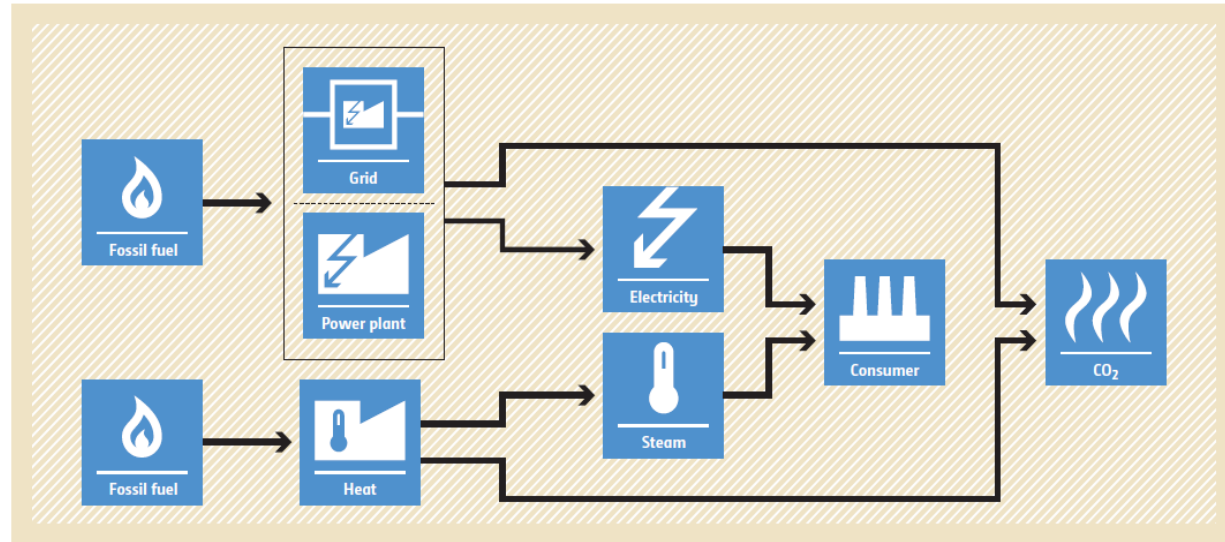 Grid
Fossil fuel
Power plant
Electricity
Consumer
CO₂
Steam
Fossil fuel
Heat